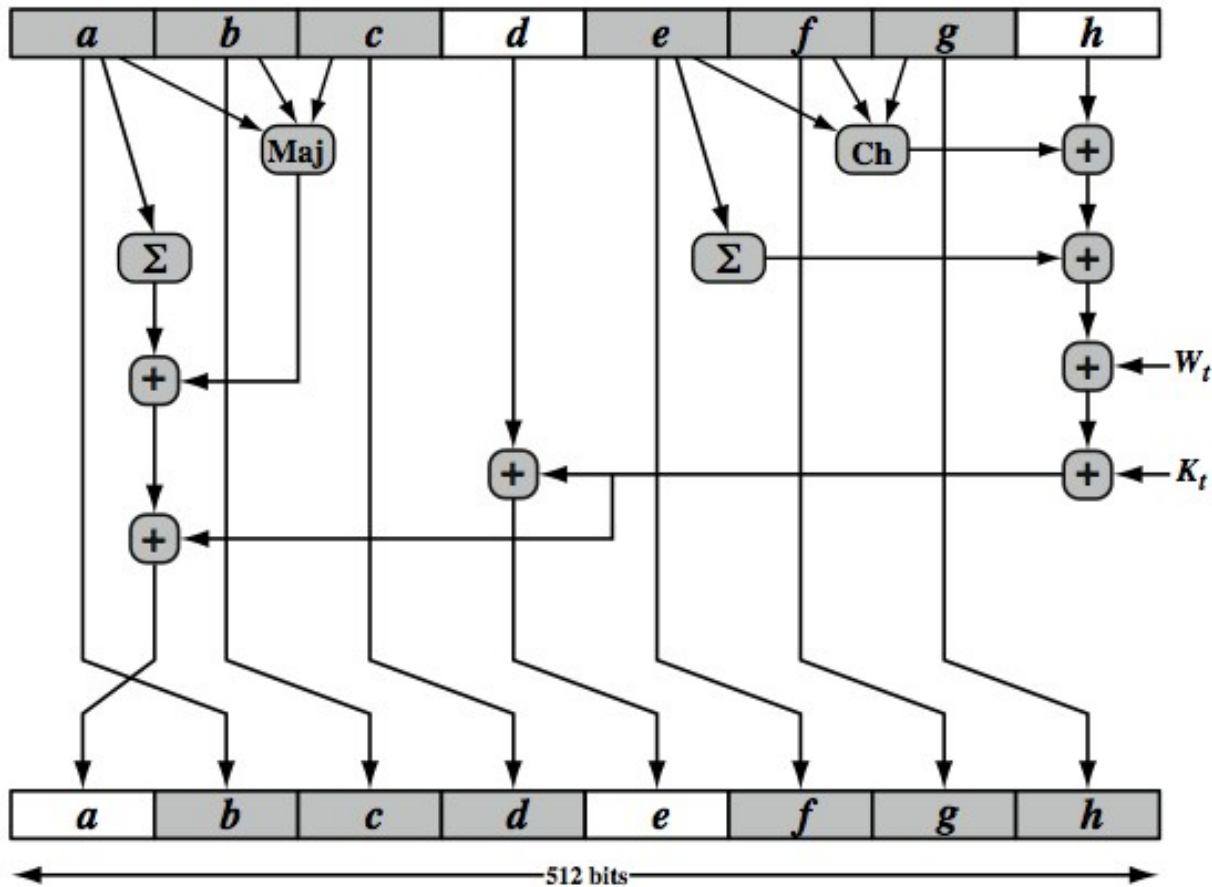 a b c d e f g h
Maj Ch +
Σ Σ +
+ + W_t
+ + K_t
+
a b c d e f g h
512 bits